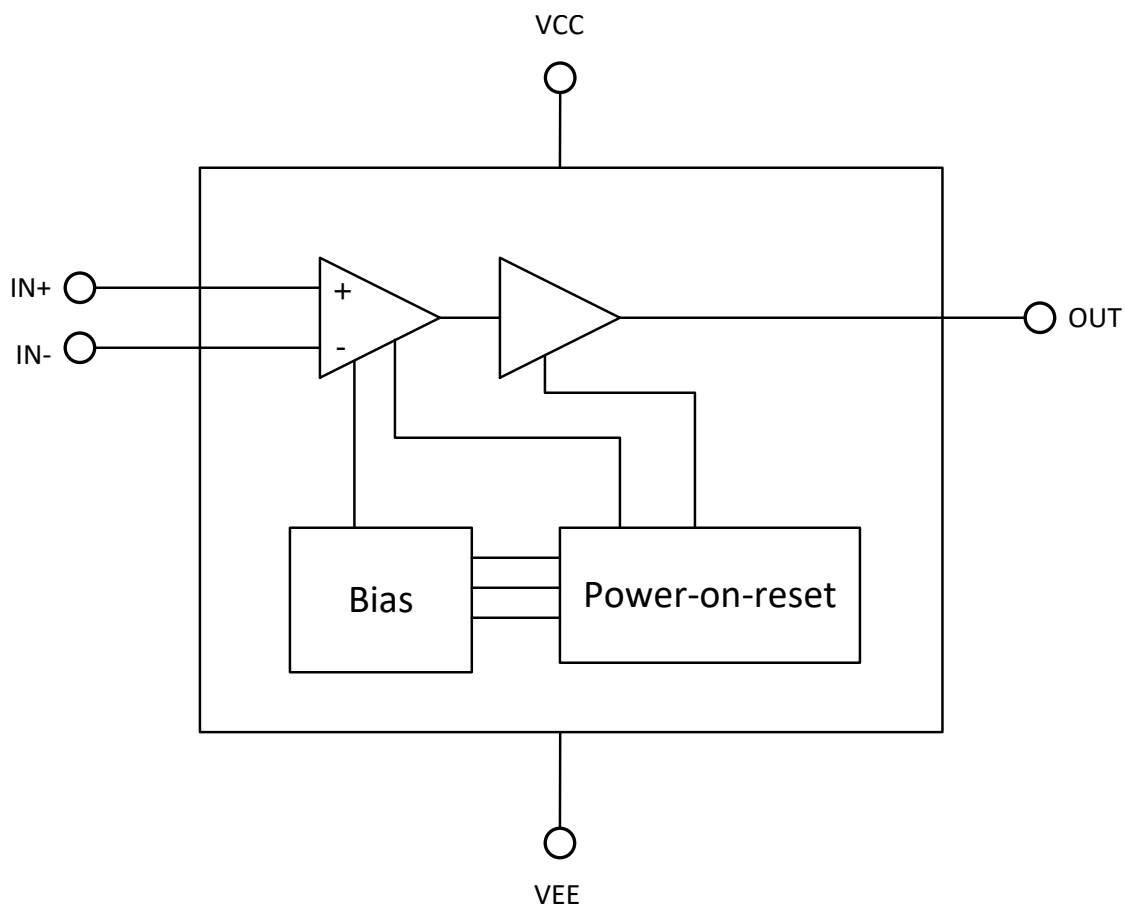 VCC
IN+
+
IN-
-
OUT
Bias
Power-on-reset
VEE